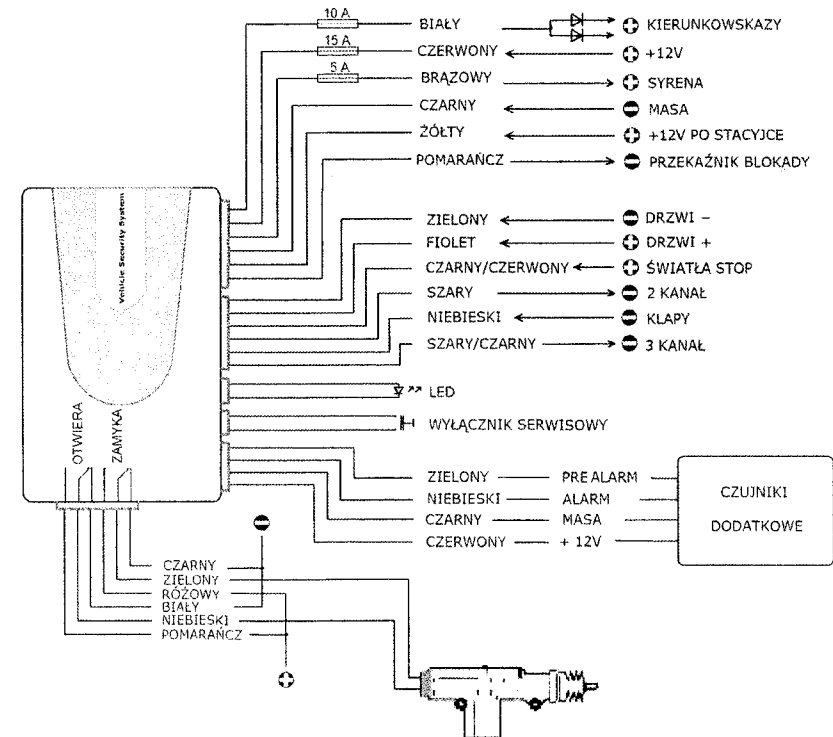 10 A BIAŁY KIERUNKOWSKAZY
15 A CZERWONY +12V
5 A BRĄZOWY SYRENA
CZARNY MASA
ŻÓŁTY +12V PO STACYJCE
POMARAŃCZ PRZEKAŹNIK BLOKADY
Vehicle Security System
ZIELONY DRZWI –
FIOLET DRZWI +
CZARNY/CZERWONY ŚWIATŁA STOP
SZARY 2 KANAŁ
NIEBIESKI KLAPY
SZARY/CZARNY 3 KANAŁ
LED
WYŁĄCZNIK SERWISOWY
OTWIERA
ZAMYKA
ZIELONY PREALARM
NIEBIESKI ALARM
CZARNY MASA
CZERWONY + 12V
CZUJNIKI
DODATKOWE
CZARNY
ZIELONY
RÓŻOWY
BIAŁY
NIEBIESKI
POMARAŃCZ